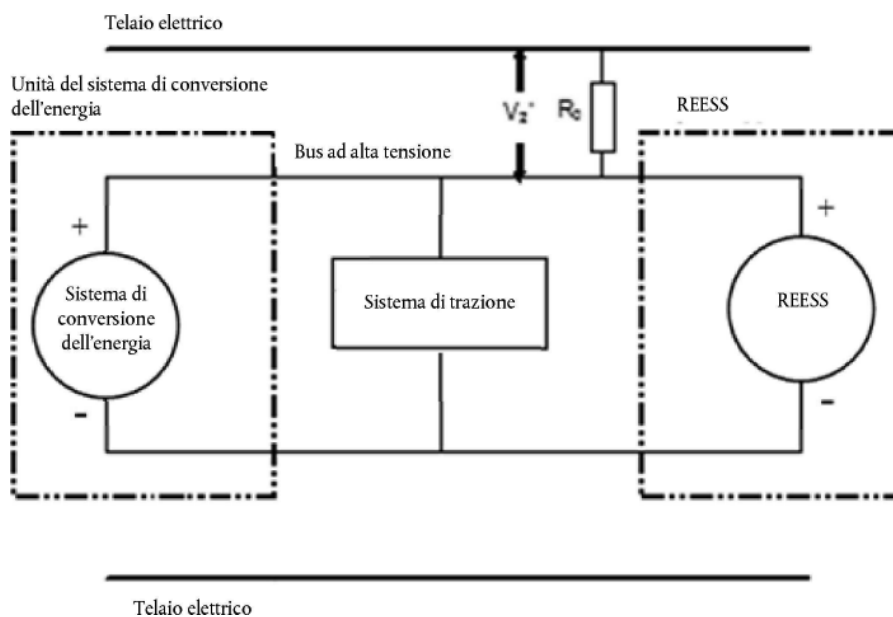 Telaio elettrico
Unità del sistema di conversione
dell'energia
V₂'
R₀
REESS
Bus ad alta tensione
+
+
Sistema di
conversione
dell'energia
Sistema di trazione
REESS
-
-
Telaio elettrico